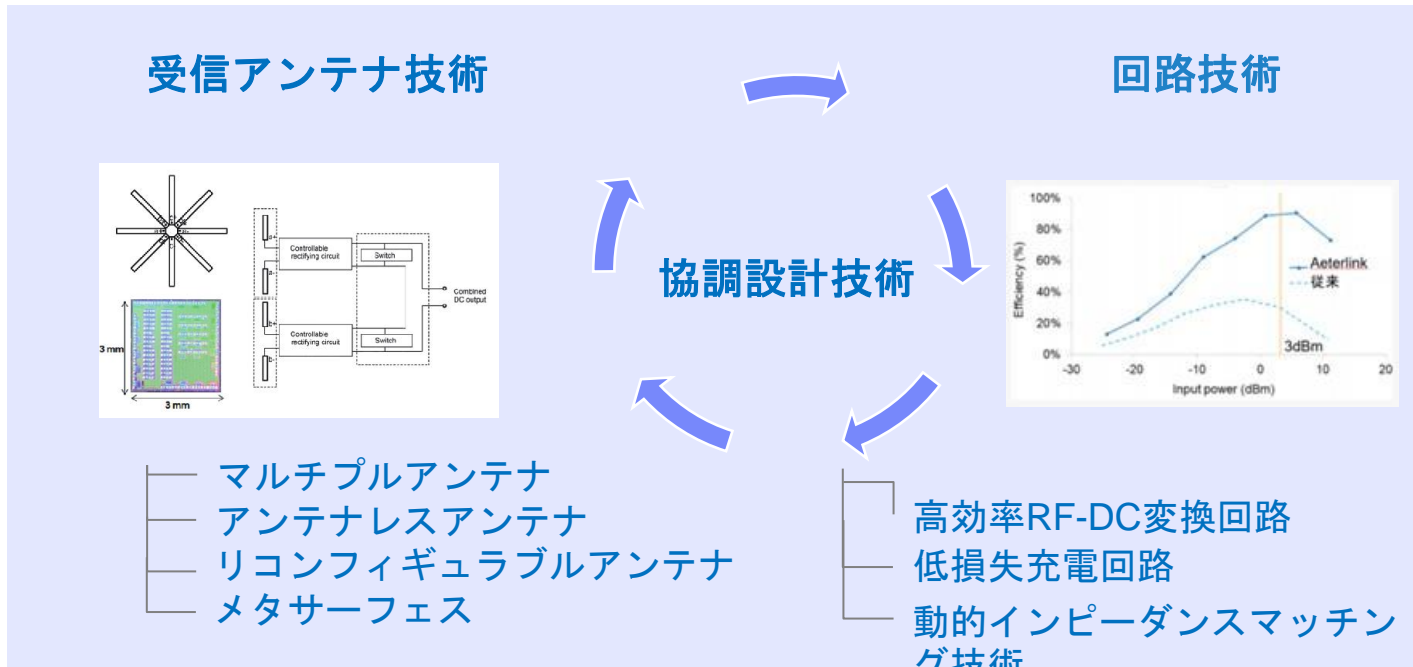 受信アンテナ技術
回路技術
協調設計技術
Controllable
rectifying circuit
Switch
Combined
DC output
Controllable
rectifying circuit
Switch
3 mm
3 mm
100%
80%
60%
40%
20%
0%
Efficiency (%)
Aeterlink
従来
3dBm
-30
-20
-10
0
10
20
Input power (dBm)
マルチプルアンテナ
アンテナレスアンテナ
リコンフィギュラブルアンテナ
メタサーフェス
高効率RF-DC変換回路
低損失充電回路
動的インピーダンスマッチン
グ技術